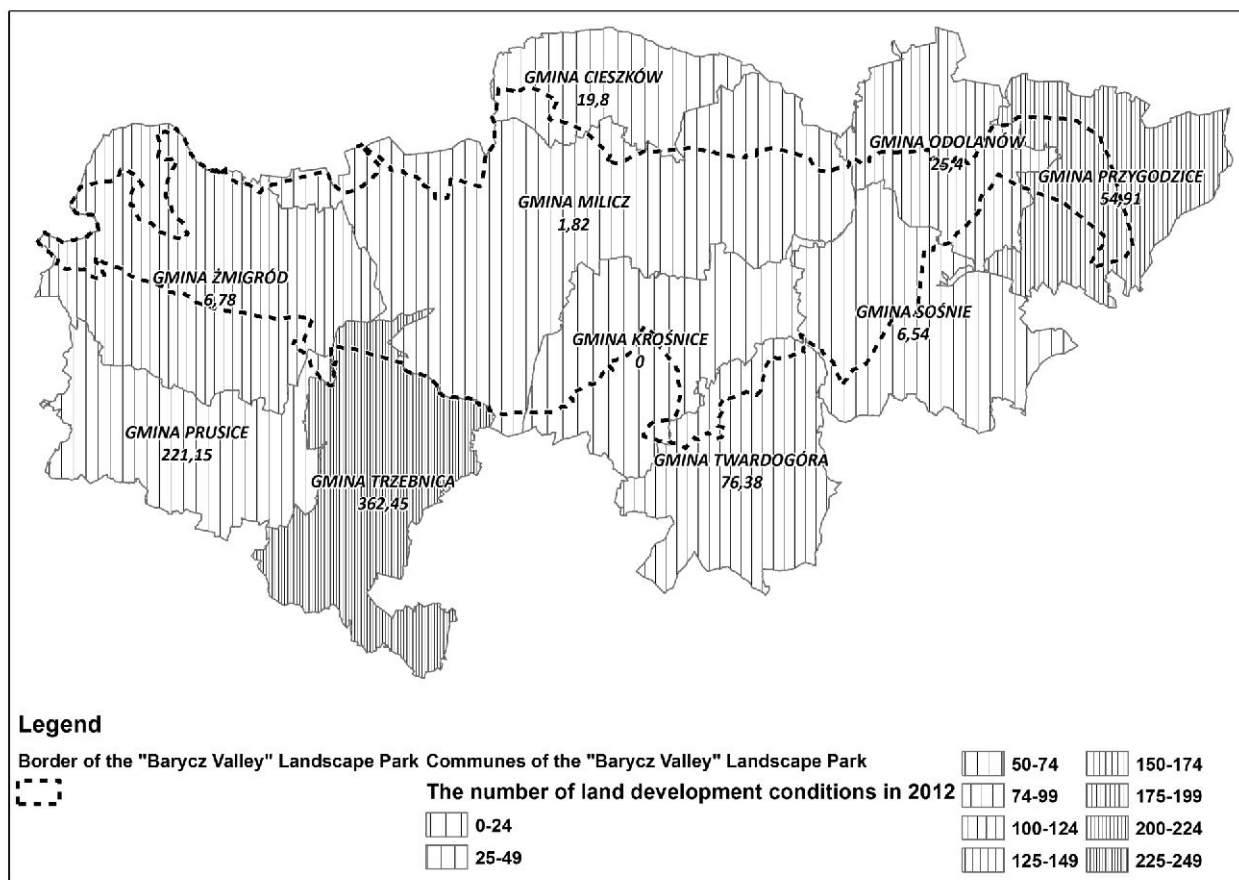 GMINA CIESZKÓW
19,8
GMINA ODOLANÓW
25,4
GMINA PRZYGODZICE
54,91
GMINA MILICZ
1,82
GMINA ŻMIGRÓD
6,78
GMINA SOŚNIE
6,54
GMINA KROŚNICE
0
GMINA PRUSICE
221,15
GMINA TWARDOGÓRA
76,38
GMINA TRZEBNICA
362,45
Legend
Border of the "Barycz Valley" Landscape Park
Communes of the "Barycz Valley" Landscape Park
The number of land development conditions in 2012
0-24
25-49
50-74
74-99
100-124
125-149
150-174
175-199
200-224
225-249